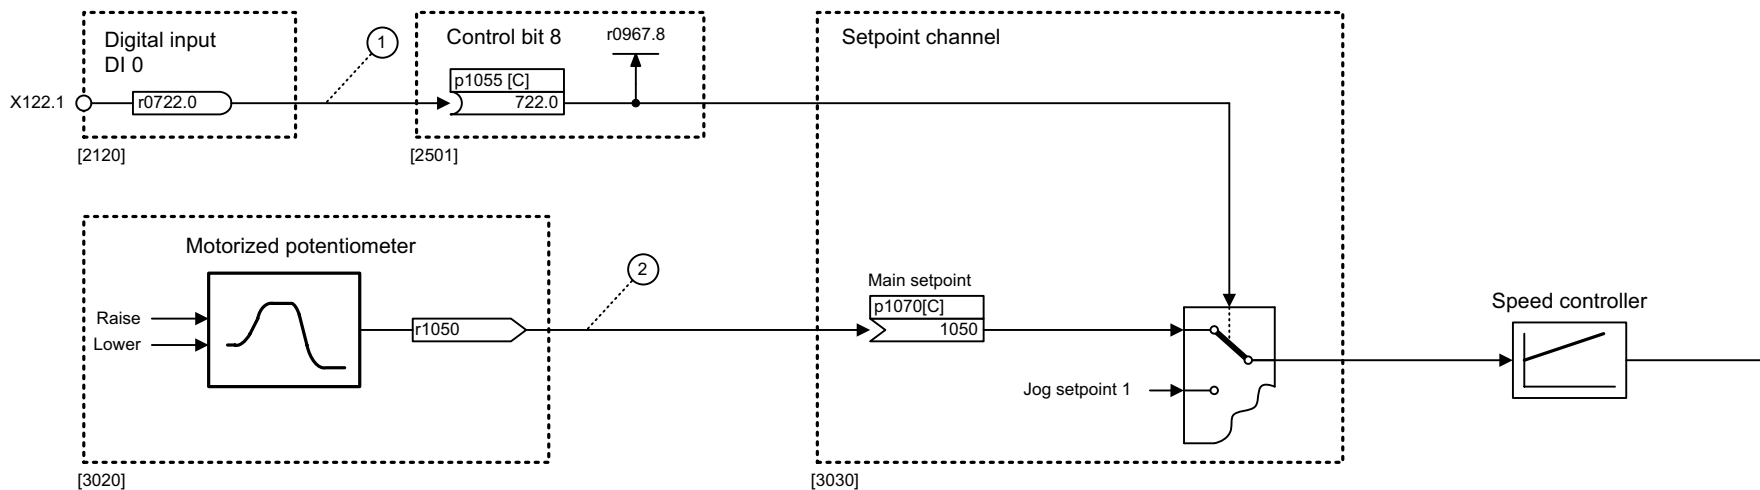 Digital input
DI 0
X122.1
r0722.0
[2120]
1
Control bit 8
r0967.8
p1055 [C]
722.0
[2501]
Setpoint channel
Motorized potentiometer
Raise
Lower
r1050
2
[3020]
Main setpoint
p1070[C]
1050
Jog setpoint 1
[3030]
Speed controller